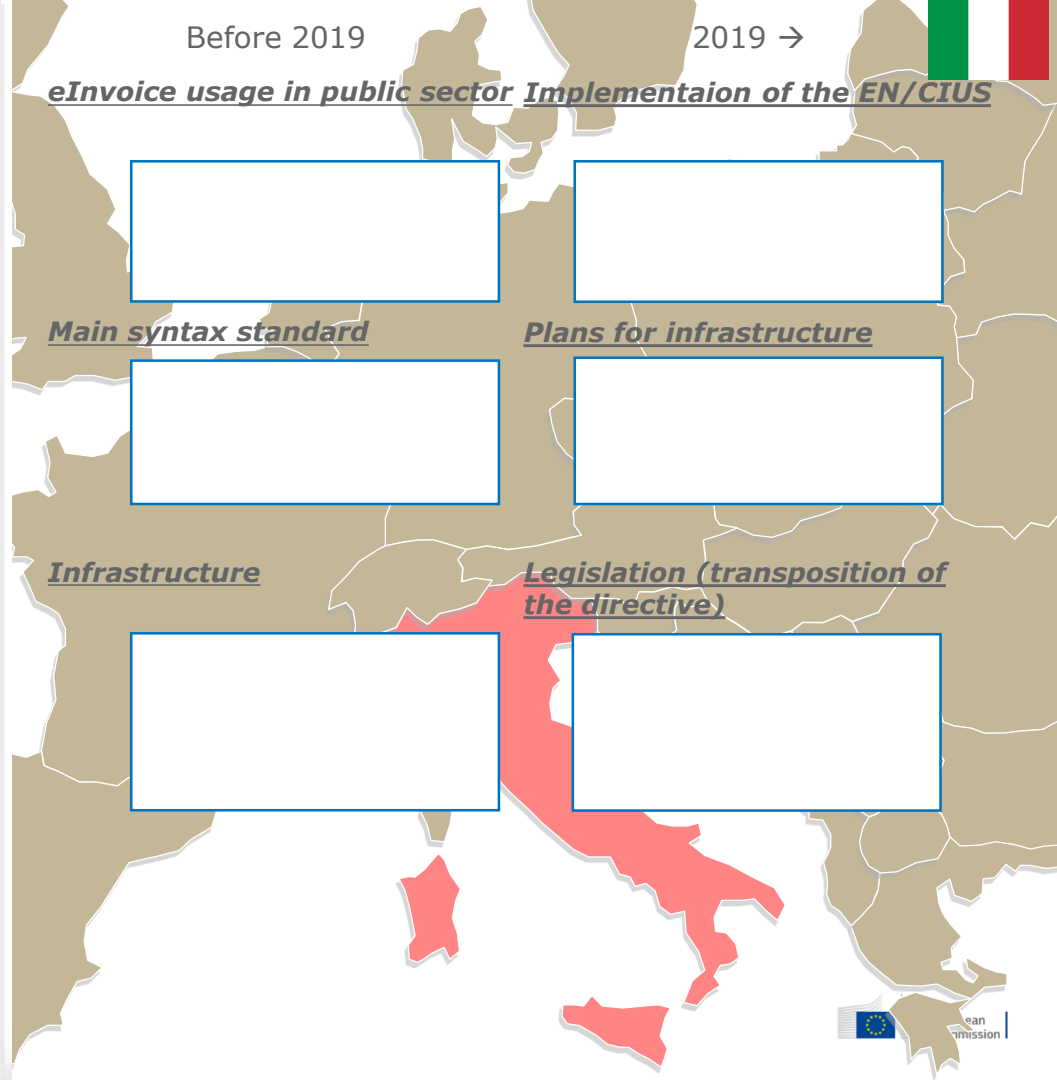 Before 2019
2019 →
eInvoice usage in public sector
Implementaion of the EN/CIUS
Main syntax standard
Plans for infrastructure
Infrastructure
Legislation (transposition of
the directive)